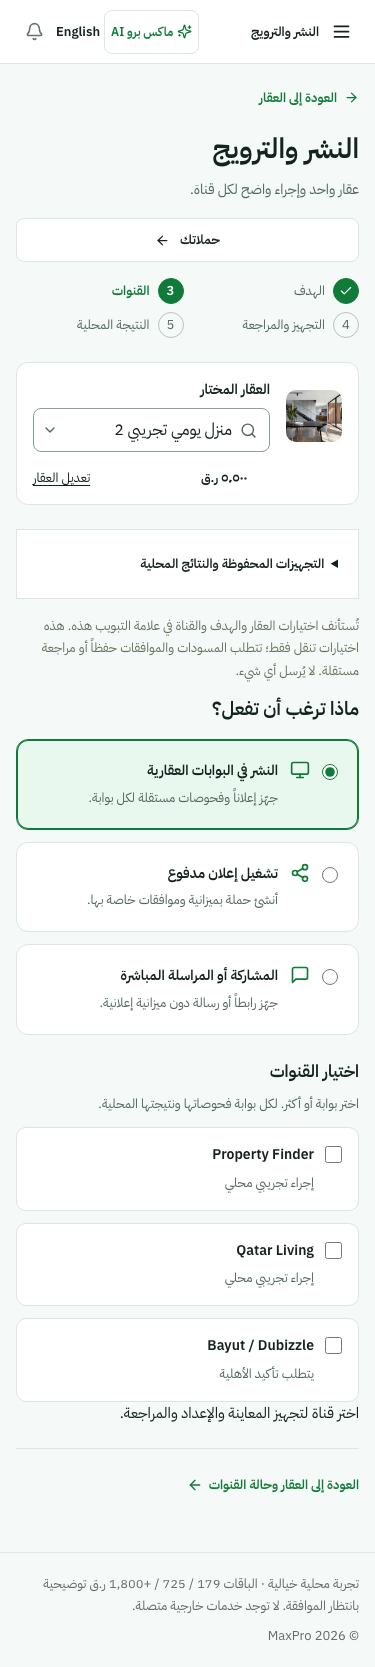 النشر والترويج
ماكس برو AI
English
العودة إلى العقار
النشر والترويج
عقار واحد وإجراء واضح لكل قناة.
حملاتك
الهدف
3 القنوات
4 التجهيز والمراجعة
5 النتيجة المحلية
العقار المختار
منزل يومي تجريبي 2
٥٬٥٠٠ ر.ق
تعديل العقار
التجهيزات المحفوظة والنتائج المحلية
تُستأنف اختيارات العقار والهدف والقناة في علامة التبويب هذه. هذه
اختيارات تنقل فقط؛ تتطلب المسودات والموافقات حفظاً أو مراجعة
مستقلة. لا يُرسل أي شيء.
ماذا ترغب أن تفعل؟
النشر في البوابات العقارية
جهّز إعلاناً وفحوصات مستقلة لكل بوابة.
تشغيل إعلان مدفوع
أنشئ حملة بميزانية وموافقات خاصة بها.
المشاركة أو المراسلة المباشرة
جهّز رابطاً أو رسالة دون ميزانية إعلانية.
اختيار القنوات
اختر بوابة أو أكثر. لكل بوابة فحوصاتها ونتيجتها المحلية.
Property Finder
إجراء تجريبي محلي
Qatar Living
إجراء تجريبي محلي
Bayut / Dubizzle
يتطلب تأكيد الأهلية
اختر قناة لتجهيز المعاينة والإعداد والمراجعة.
العودة إلى العقار وحالة القنوات
تجربة محلية خيالية · الباقات 179 / 725 / +1,800 ر.ق توضيحية
بانتظار الموافقة. لا توجد خدمات خارجية متصلة.
© 2026 MaxPro